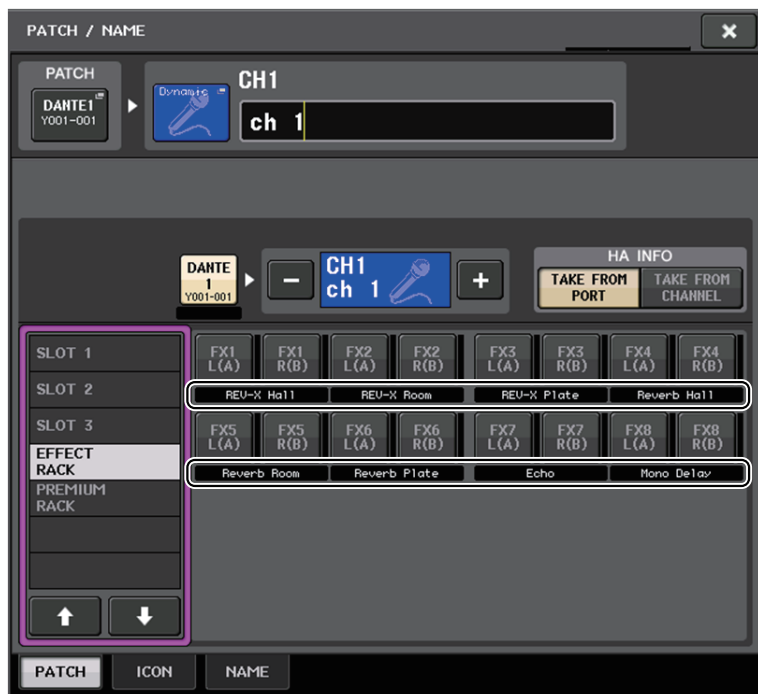 PATCH / NAME
PATCH
DANTE1
Y001-001
Dynamic
CH1
ch 1
DANTE
1
Y001-001
CH1
ch 1
HA INFO
TAKE FROM
PORT
TAKE FROM
CHANNEL
SLOT 1
SLOT 2
SLOT 3
EFFECT
RACK
PREMIUM
RACK
FX1 L(A) FX1 R(B) FX2 L(A) FX2 R(B) FX3 L(A) FX3 R(B) FX4 L(A) FX4 R(B)
REV-X Hall REV-X Room REV-X Plate Reverb Hall
FX5 L(A) FX5 R(B) FX6 L(A) FX6 R(B) FX7 L(A) FX7 R(B) FX8 L(A) FX8 R(B)
Reverb Room Reverb Plate Echo Mono Delay
PATCH ICON NAME